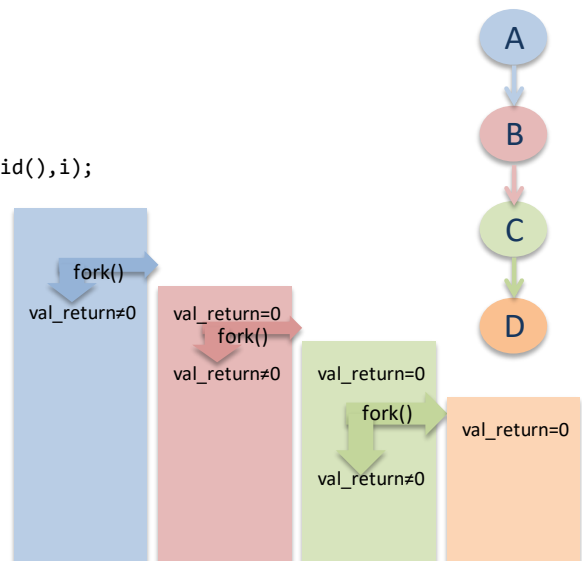 A
B
id(),i);
C
fork()
val_return≠0
val_return=0
fork()
D
val_return≠0
val_return=0
fork()
val_return=0
val_return≠0